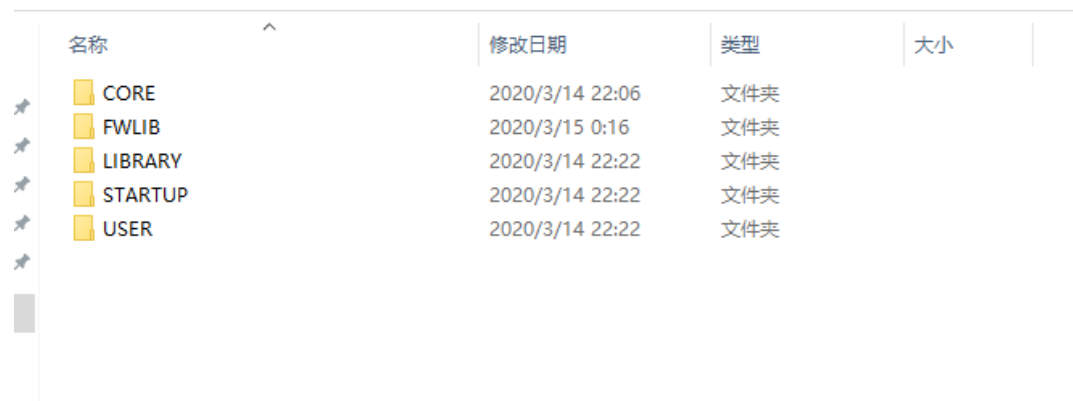 名称 修改日期 类型 大小
CORE 2020/3/14 22:06 文件夹
FWLIB 2020/3/15 0:16 文件夹
LIBRARY 2020/3/14 22:22 文件夹
STARTUP 2020/3/14 22:22 文件夹
USER 2020/3/14 22:22 文件夹